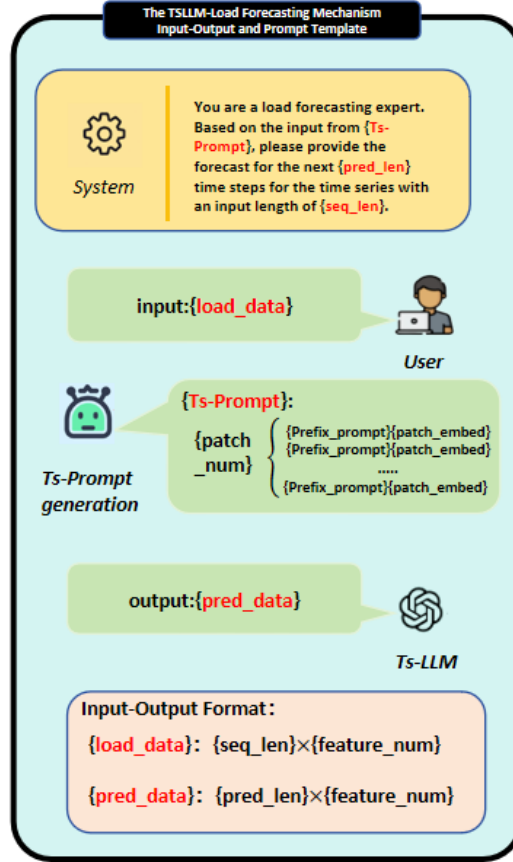 The TSLLM-Load Forecasting Mechanism
Input-Output and Prompt Template
You are a load forecasting expert.
Based on the input from {Ts-
Prompt}, please provide the
forecast for the next {pred_len}
time steps for the time series with
an input length of {seq_len}.
System
input:{load_data}
User
{Ts-Prompt}:
{patch
_num}
{Prefix_prompt}{patch_embed}
{Prefix_prompt}{patch_embed}
.....
{Prefix_prompt}{patch_embed}
Ts-Prompt
generation
output:{pred_data}
Ts-LLM
Input-Output Format：
{load_data}：{seq_len}×{feature_num}
{pred_data}：{pred_len}×{feature_num}